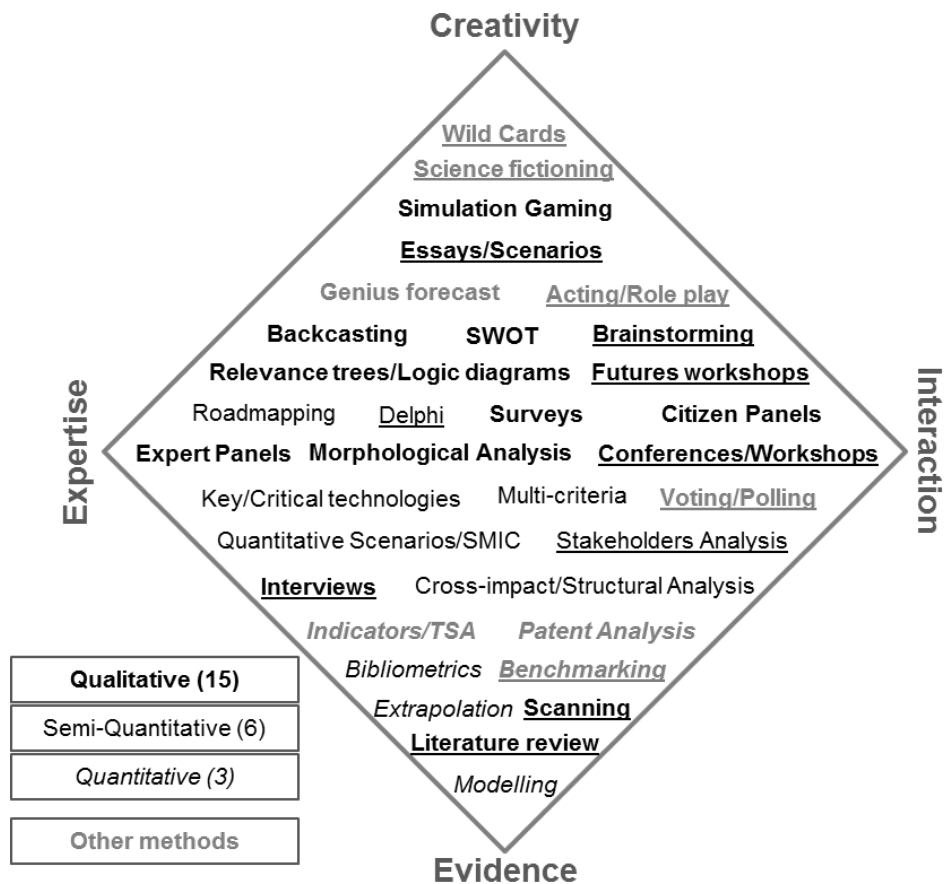 Creativity
Wild Cards
Science fictioning
Simulation Gaming
Essays/Scenarios
Genius forecast Acting/Role play
Backcasting SWOT Brainstorming
Relevance trees/Logic diagrams Futures workshops
Roadmapping Delphi Surveys Citizen Panels
Expert Panels Morphological Analysis Conferences/Workshops
Key/Critical technologies Multi-criteria Voting/Polling
Quantitative Scenarios/SMIC Stakeholders Analysis
Interviews Cross-impact/Structural Analysis
Indicators/TSA Patent Analysis
Bibliometrics Benchmarking
Extrapolation Scanning
Literature review
Modelling
Expertise
Interaction
Evidence
Qualitative (15)
Semi-Quantitative (6)
Quantitative (3)
Other methods